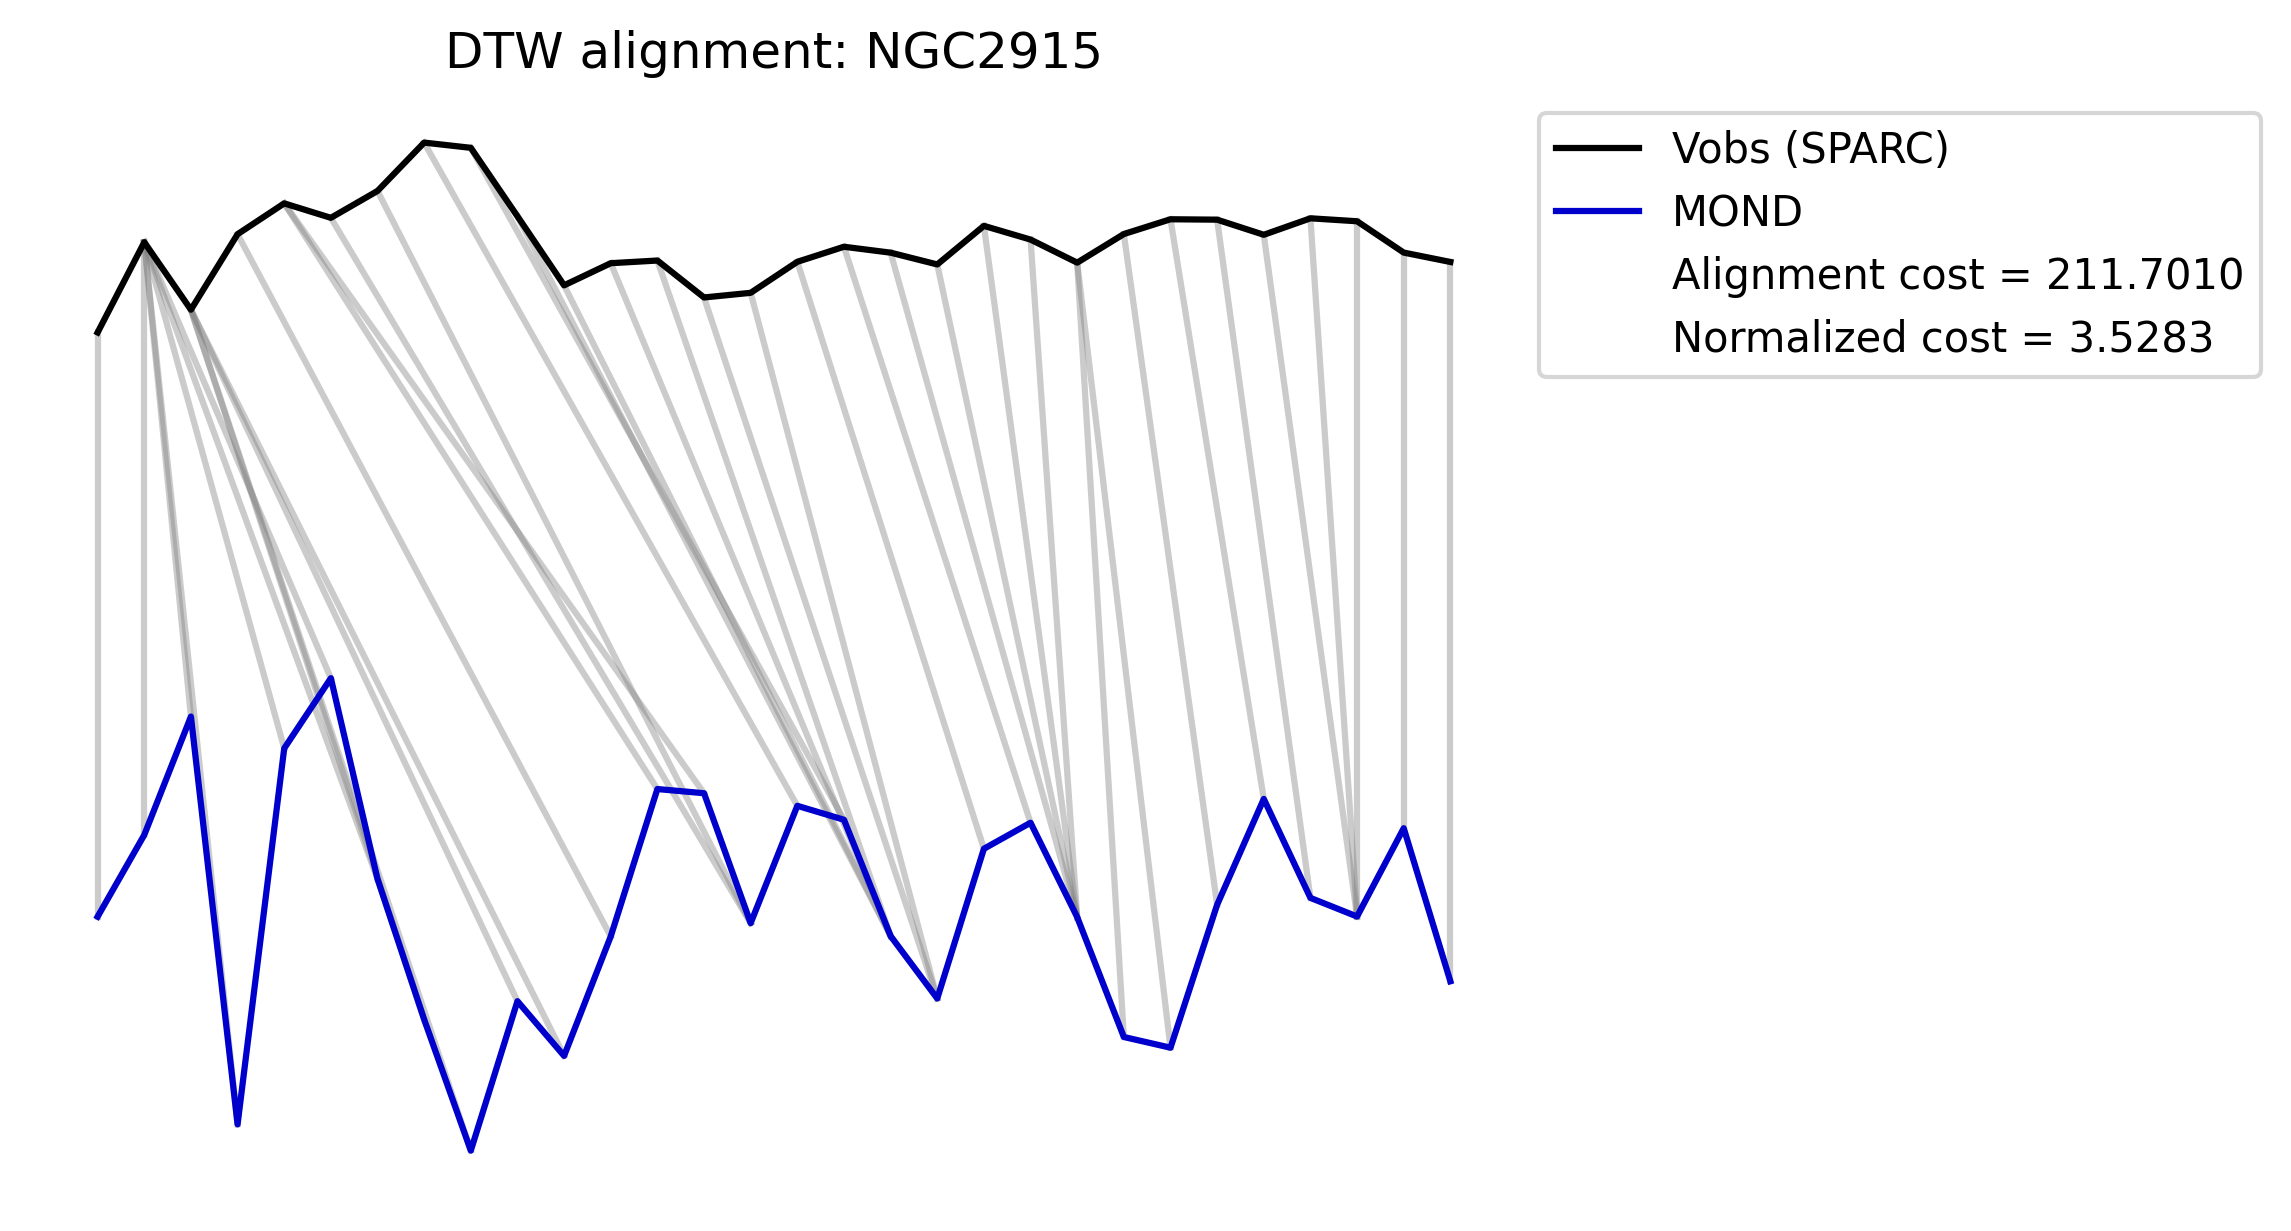 DTW alignment: NGC2915
Vobs (SPARC)
MOND
Alignment cost = 211.7010
Normalized cost = 3.5283